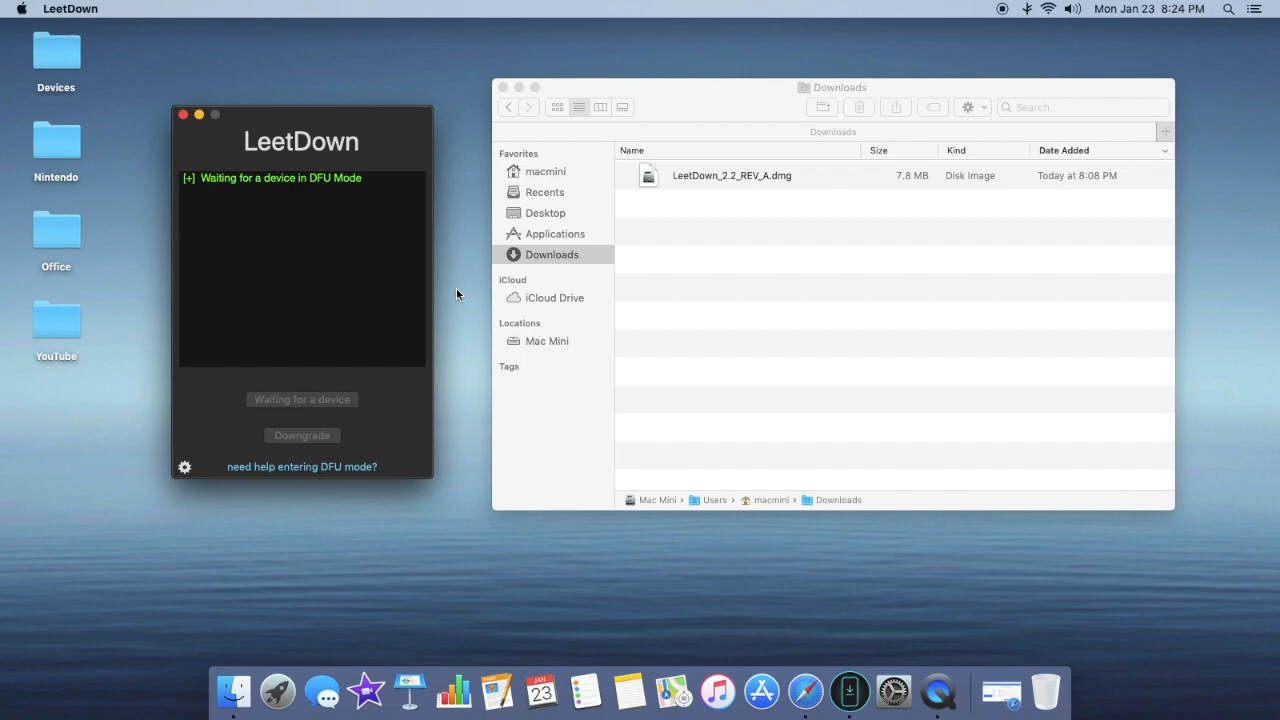 LeetDown
Mon Jan 23 8:24 PM
Devices
Nintendo
Office
YouTube
LeetDown
[+] Waiting for a device in DFU Mode
Waiting for a device
Downgrade
need help entering DFU mode?
Downloads
Search
Downloads
Favorites
macmini
Recents
Desktop
Applications
Downloads
iCloud
iCloud Drive
Locations
Mac Mini
Tags
Name Size Kind Date Added
LeetDown_2.2_REV_A.dmg 7.8 MB Disk Image Today at 8:08 PM
Mac Mini › Users › macmini › Downloads
JAN
23